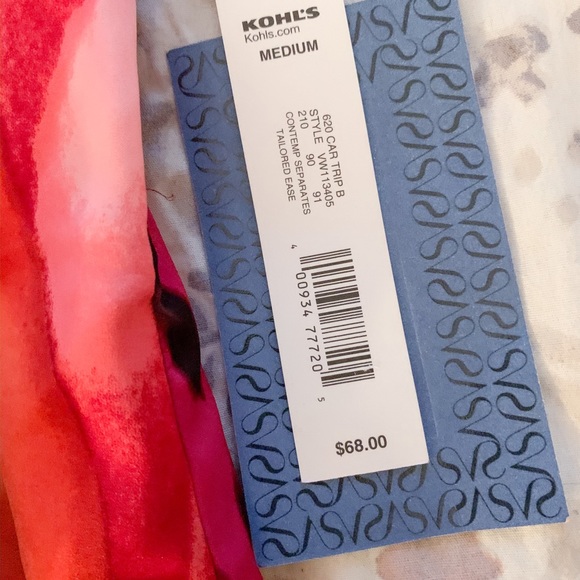 KOHL'S
Kohls.com
MEDIUM
620 CAR TRIP B
STYLE VW113405
210 90 91
CONTEMP SEPARATES
TAILORED EASE
4 00934 77720 5
$68.00